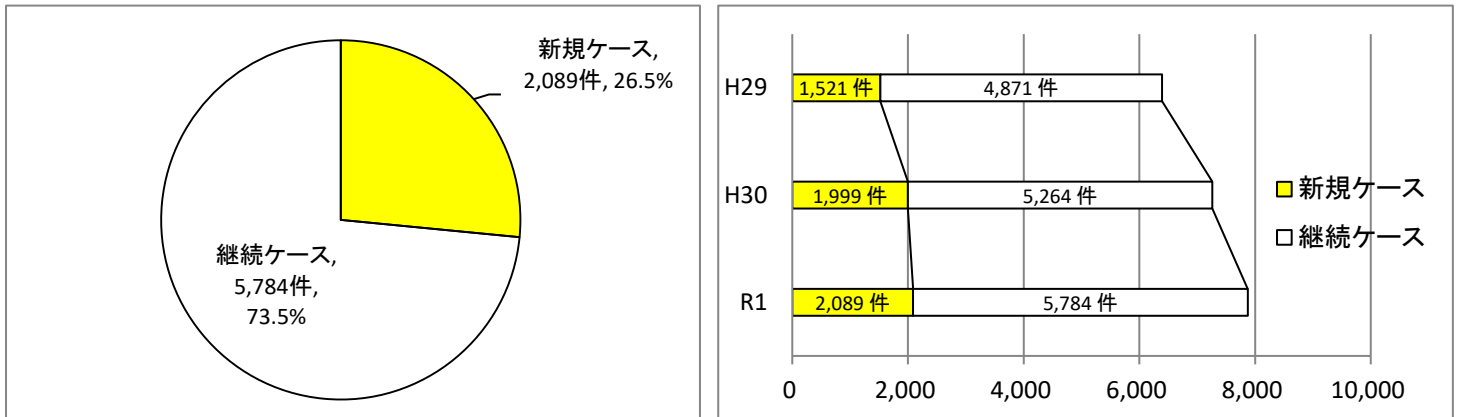 新規ケース,
2,089件, 26.5%
継続ケース,
5,784件,
73.5%
H29
1,521 件
4,871 件
H30
1,999 件
5,264 件
R1
2,089 件
5,784 件
新規ケース
継続ケース
0 2,000 4,000 6,000 8,000 10,000